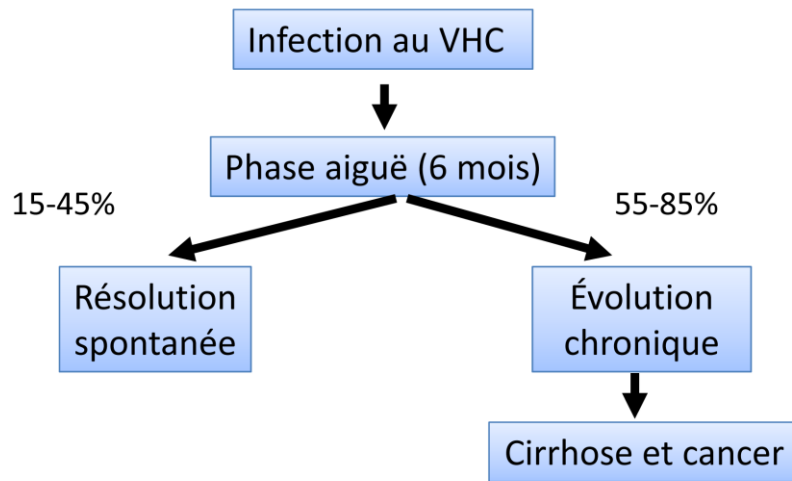 Infection au VHC
Phase aiguë (6 mois)
15-45%
55-85%
Résolution
spontanée
Évolution
chronique
Cirrhose et cancer